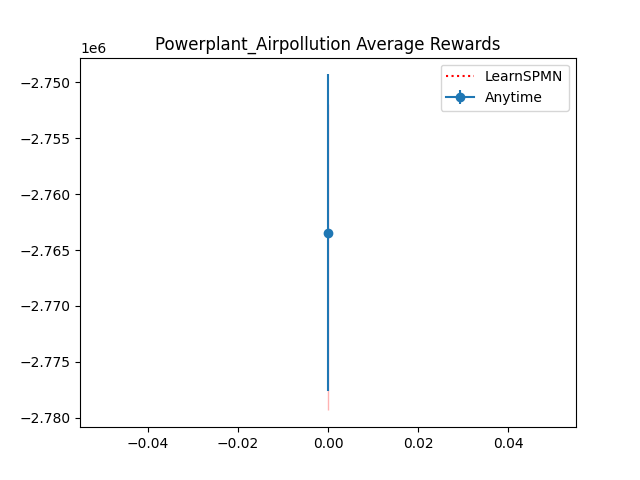 Powerplant_Airpollution Average Rewards
1e6
LearnSPMN
Anytime
−2.750
−2.755
−2.760
−2.765
−2.770
−2.775
−2.780
−0.04 −0.02 0.00 0.02 0.04